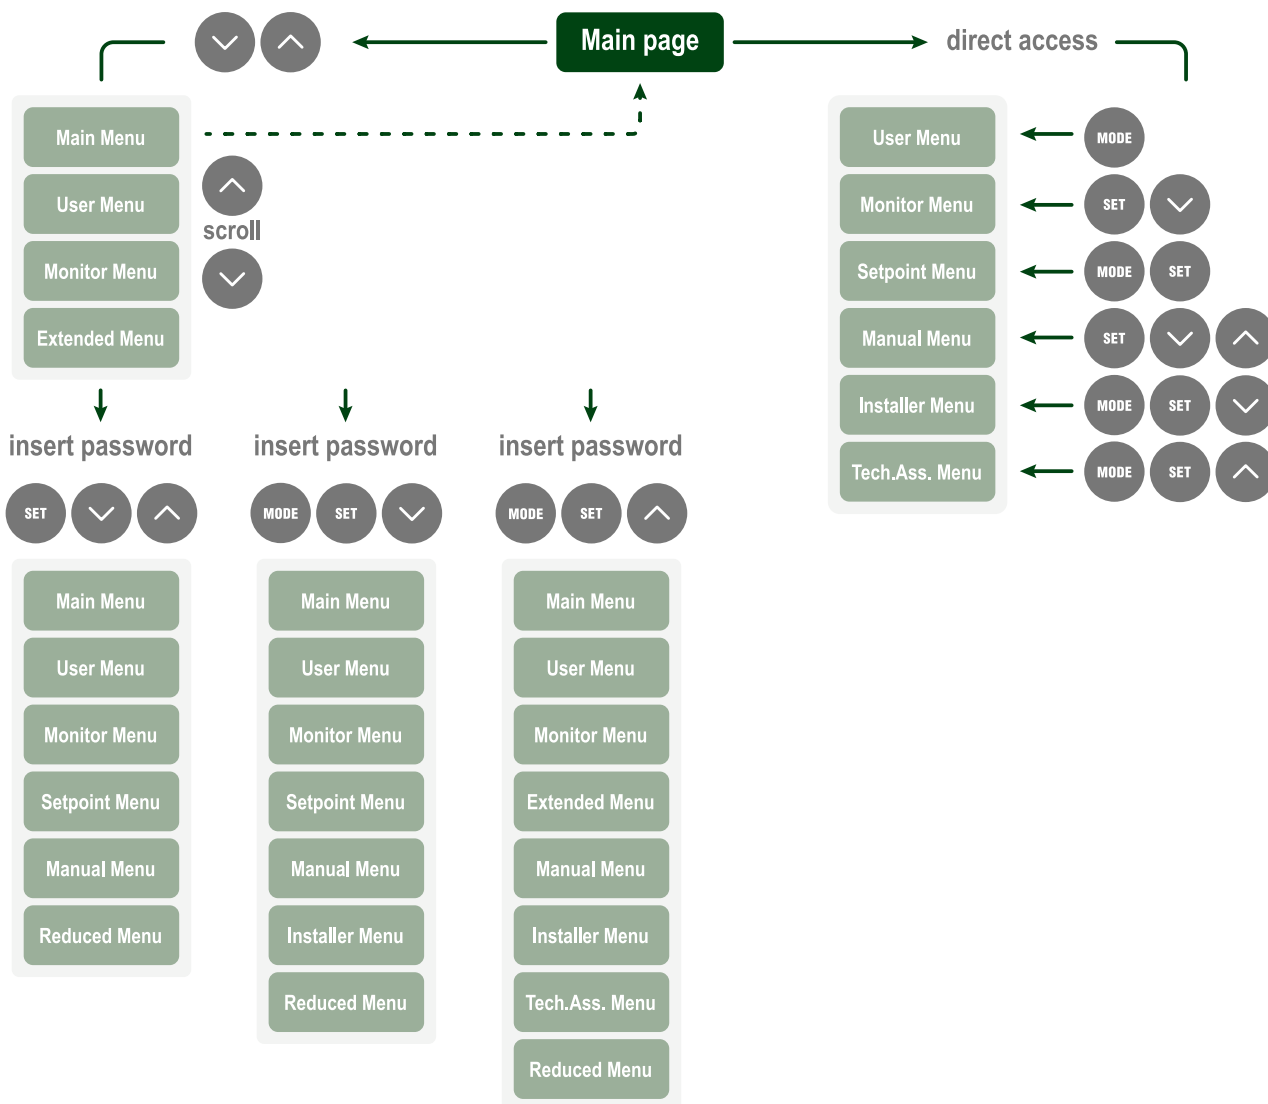 Main page
direct access
Main Menu
User Menu
Monitor Menu
Extended Menu
scroll
User Menu
MODE
Monitor Menu
SET
Setpoint Menu
MODE SET
Manual Menu
SET
Installer Menu
MODE SET
Tech.Ass. Menu
MODE SET
insert password
SET
Main Menu
User Menu
Monitor Menu
Setpoint Menu
Manual Menu
Reduced Menu
insert password
MODE SET
Main Menu
User Menu
Monitor Menu
Setpoint Menu
Manual Menu
Installer Menu
Reduced Menu
insert password
MODE SET
Main Menu
User Menu
Monitor Menu
Extended Menu
Manual Menu
Installer Menu
Tech.Ass. Menu
Reduced Menu